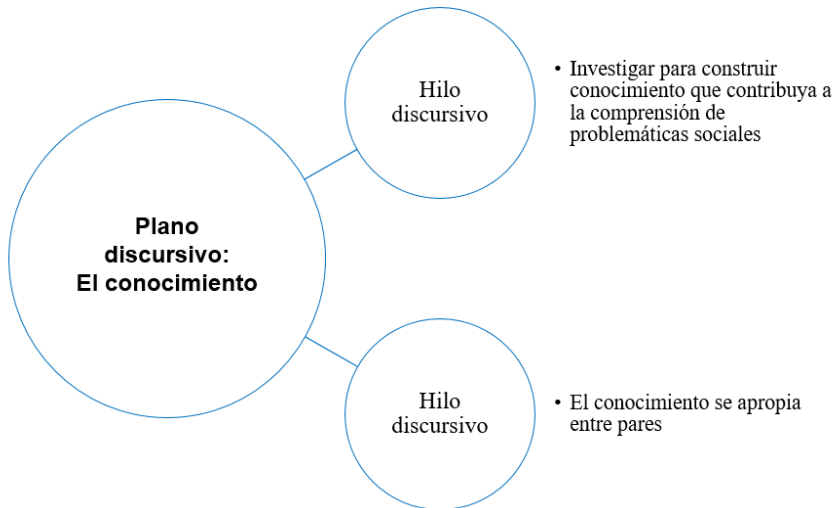 Plano
discursivo:
El conocimiento
Hilo
discursivo
• Investigar para construir
conocimiento que contribuya a
la comprensión de
problemáticas sociales
Hilo
discursivo
• El conocimiento se apropia
entre pares